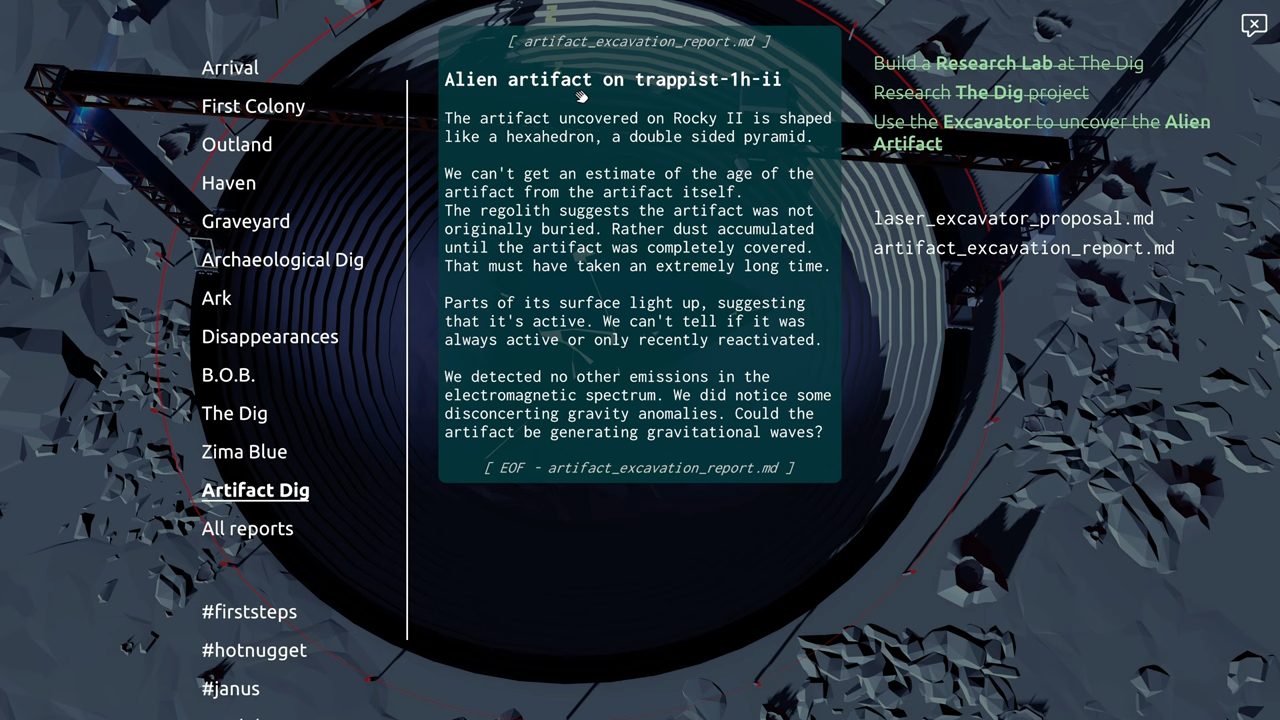 Arrival
First Colony
Outland
Haven
Graveyard
Archaeological Dig
Ark
Disappearances
B.O.B.
The Dig
Zima Blue
Artifact Dig
All reports
#firststeps
#hotnugget
#janus
[ artifact_excavation_report.md ]
Alien artifact on trappist-1h-ii
The artifact uncovered on Rocky II is shaped
like a hexahedron, a double sided pyramid.
We can't get an estimate of the age of the
artifact from the artifact itself.
The regolith suggests the artifact was not
originally buried. Rather dust accumulated
until the artifact was completely covered.
That must have taken an extremely long time.
Parts of its surface light up, suggesting
that it's active. We can't tell if it was
always active or only recently reactivated.
We detected no other emissions in the
electromagnetic spectrum. We did notice some
disconcerting gravity anomalies. Could the
artifact be generating gravitational waves?
[ EOF - artifact_excavation_report.md ]
Build a Research Lab at The Dig
Research The Dig project
Use the Excavator to uncover the Alien
Artifact
laser_excavator_proposal.md
artifact_excavation_report.md